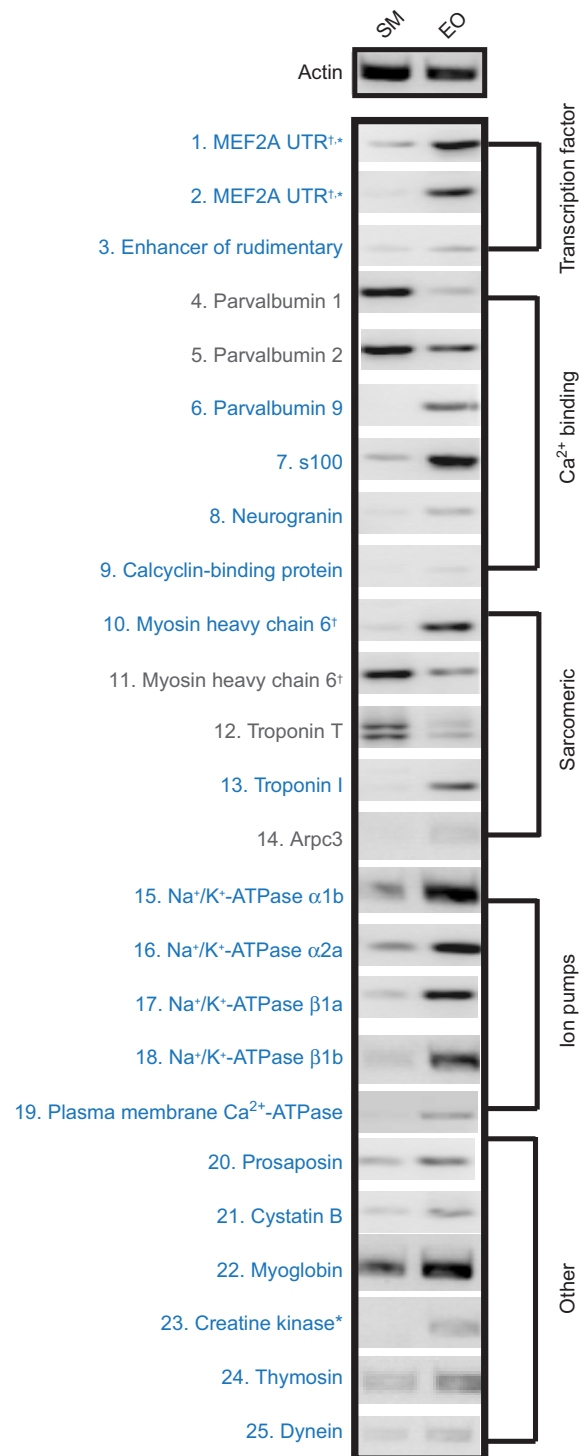 SM EO
Actin
1. MEF2A UTR†,*
2. MEF2A UTR†,*
3. Enhancer of rudimentary
Transcription factor
4. Parvalbumin 1
5. Parvalbumin 2
6. Parvalbumin 9
7. s100
8. Neurogranin
9. Calcyclin-binding protein
Ca²⁺ binding
10. Myosin heavy chain 6†
11. Myosin heavy chain 6†
12. Troponin T
13. Troponin I
14. Arpc3
Sarcomeric
15. Na⁺/K⁺-ATPase α1b
16. Na⁺/K⁺-ATPase α2a
17. Na⁺/K⁺-ATPase β1a
18. Na⁺/K⁺-ATPase β1b
19. Plasma membrane Ca²⁺-ATPase
Ion pumps
20. Prosaposin
21. Cystatin B
22. Myoglobin
23. Creatine kinase*
24. Thymosin
25. Dynein
Other